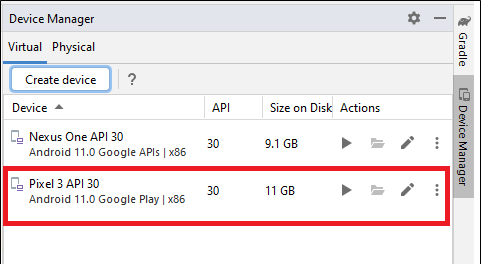 Device Manager
Virtual Physical
Create device ?
Device API Size on Disk Actions
Nexus One API 30 30 9.1 GB
Android 11.0 Google APIs | x86
Pixel 3 API 30 30 11 GB
Android 11.0 Google Play | x86
Gradle
Device Manager